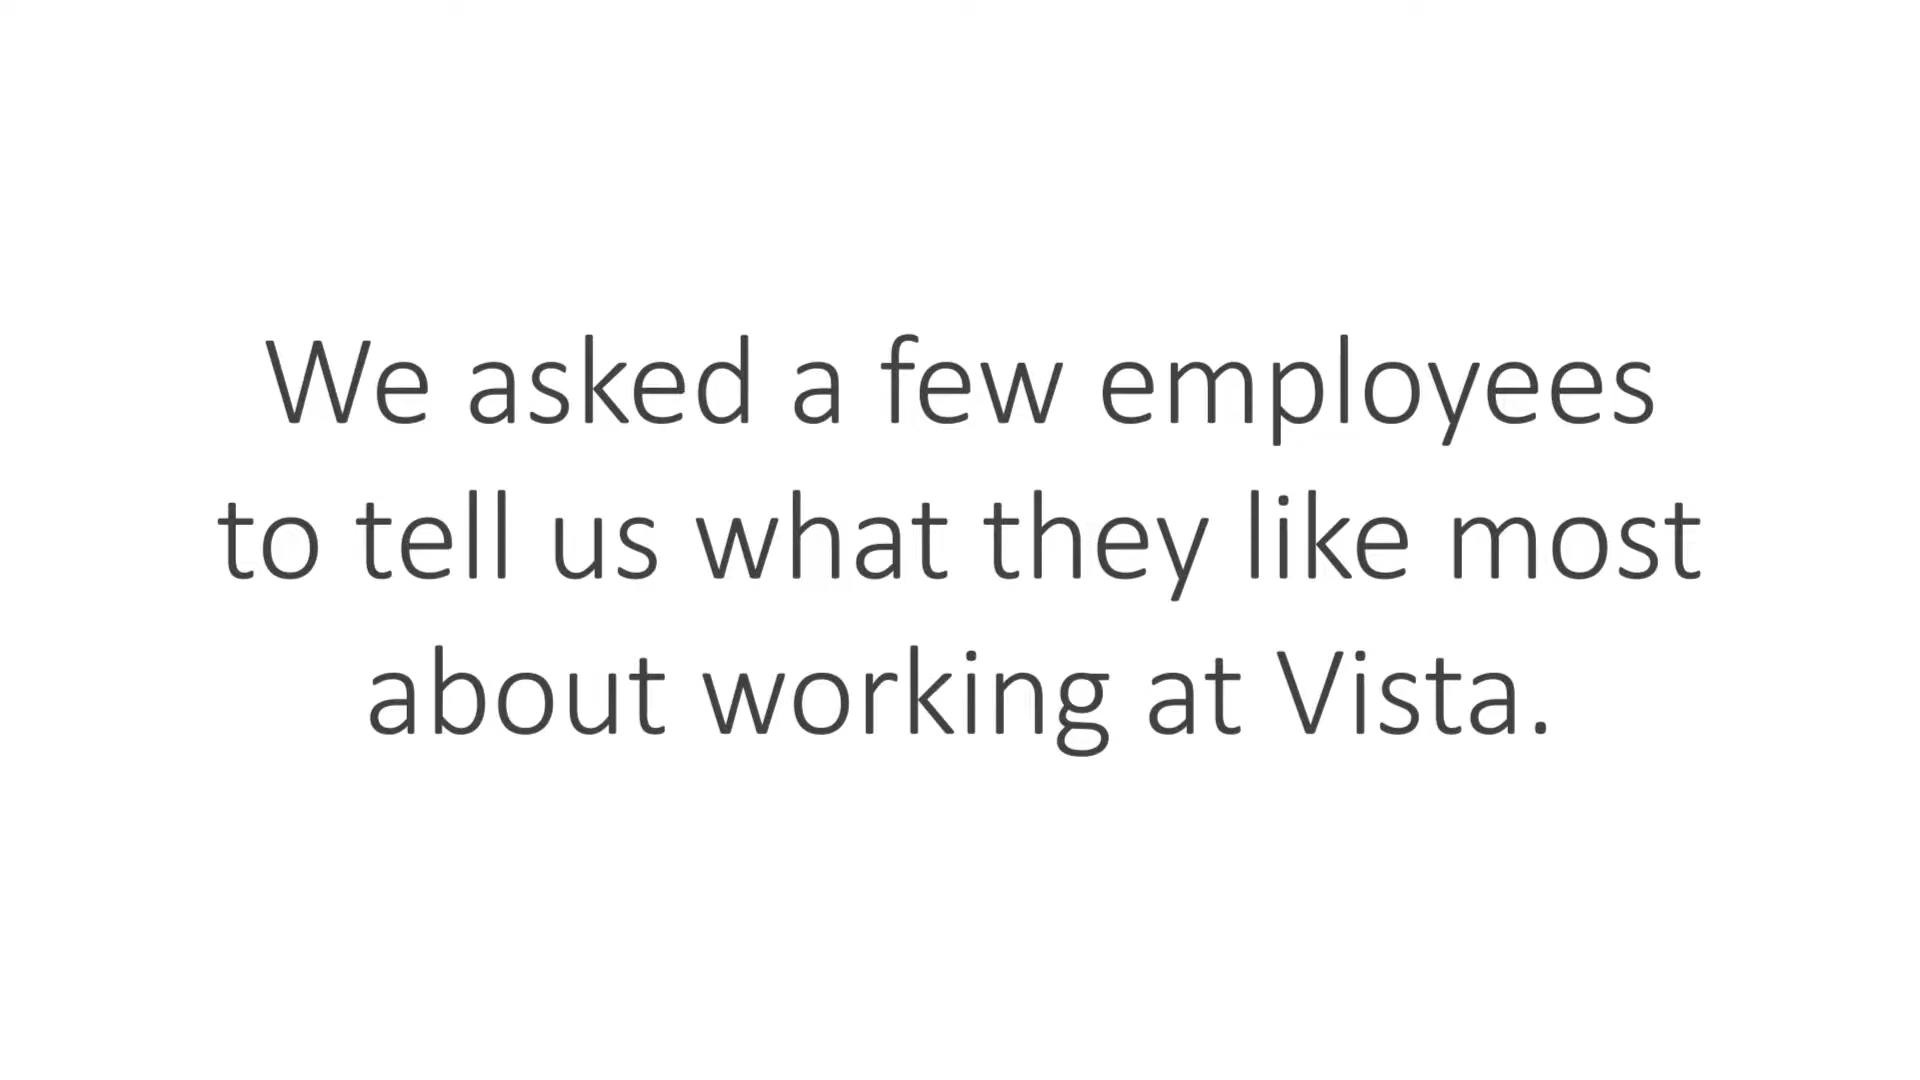 We asked a few employees
to tell us what they like most
about working at Vista.